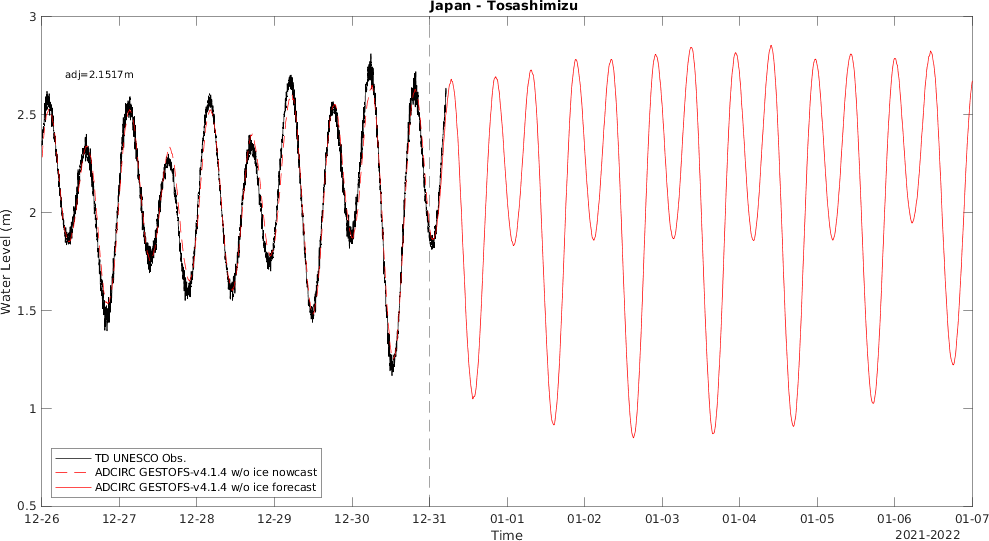 Japan - Tosashimizu
adj=2.1517m
3
2.5
2
1.5
1
0.5
Water Level (m)
TD UNESCO Obs.
ADCIRC GESTOFS-v4.1.4 w/o ice nowcast
ADCIRC GESTOFS-v4.1.4 w/o ice forecast
12-26 12-27 12-28 12-29 12-30 12-31 01-01 01-02 01-03 01-04 01-05 01-06 01-07
Time
2021-2022